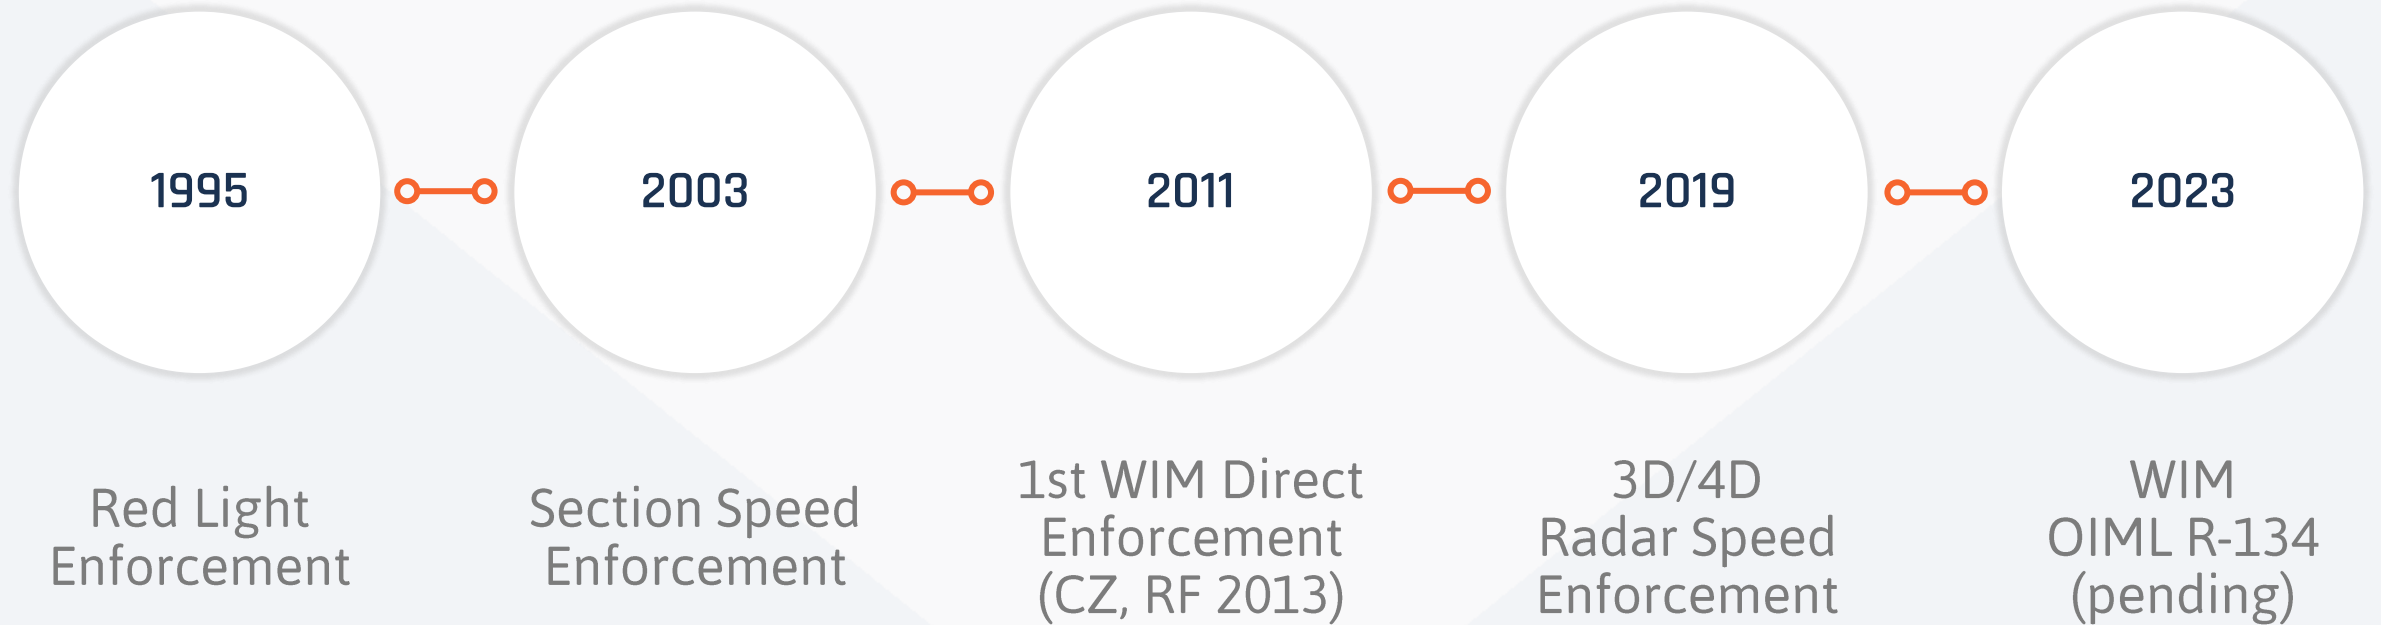 1995
2003
2011
2019
2023
Red Light
Enforcement
Section Speed
Enforcement
1st WIM Direct
Enforcement
(CZ, RF 2013)
3D/4D
Radar Speed
Enforcement
WIM
OIML R-134
(pending)